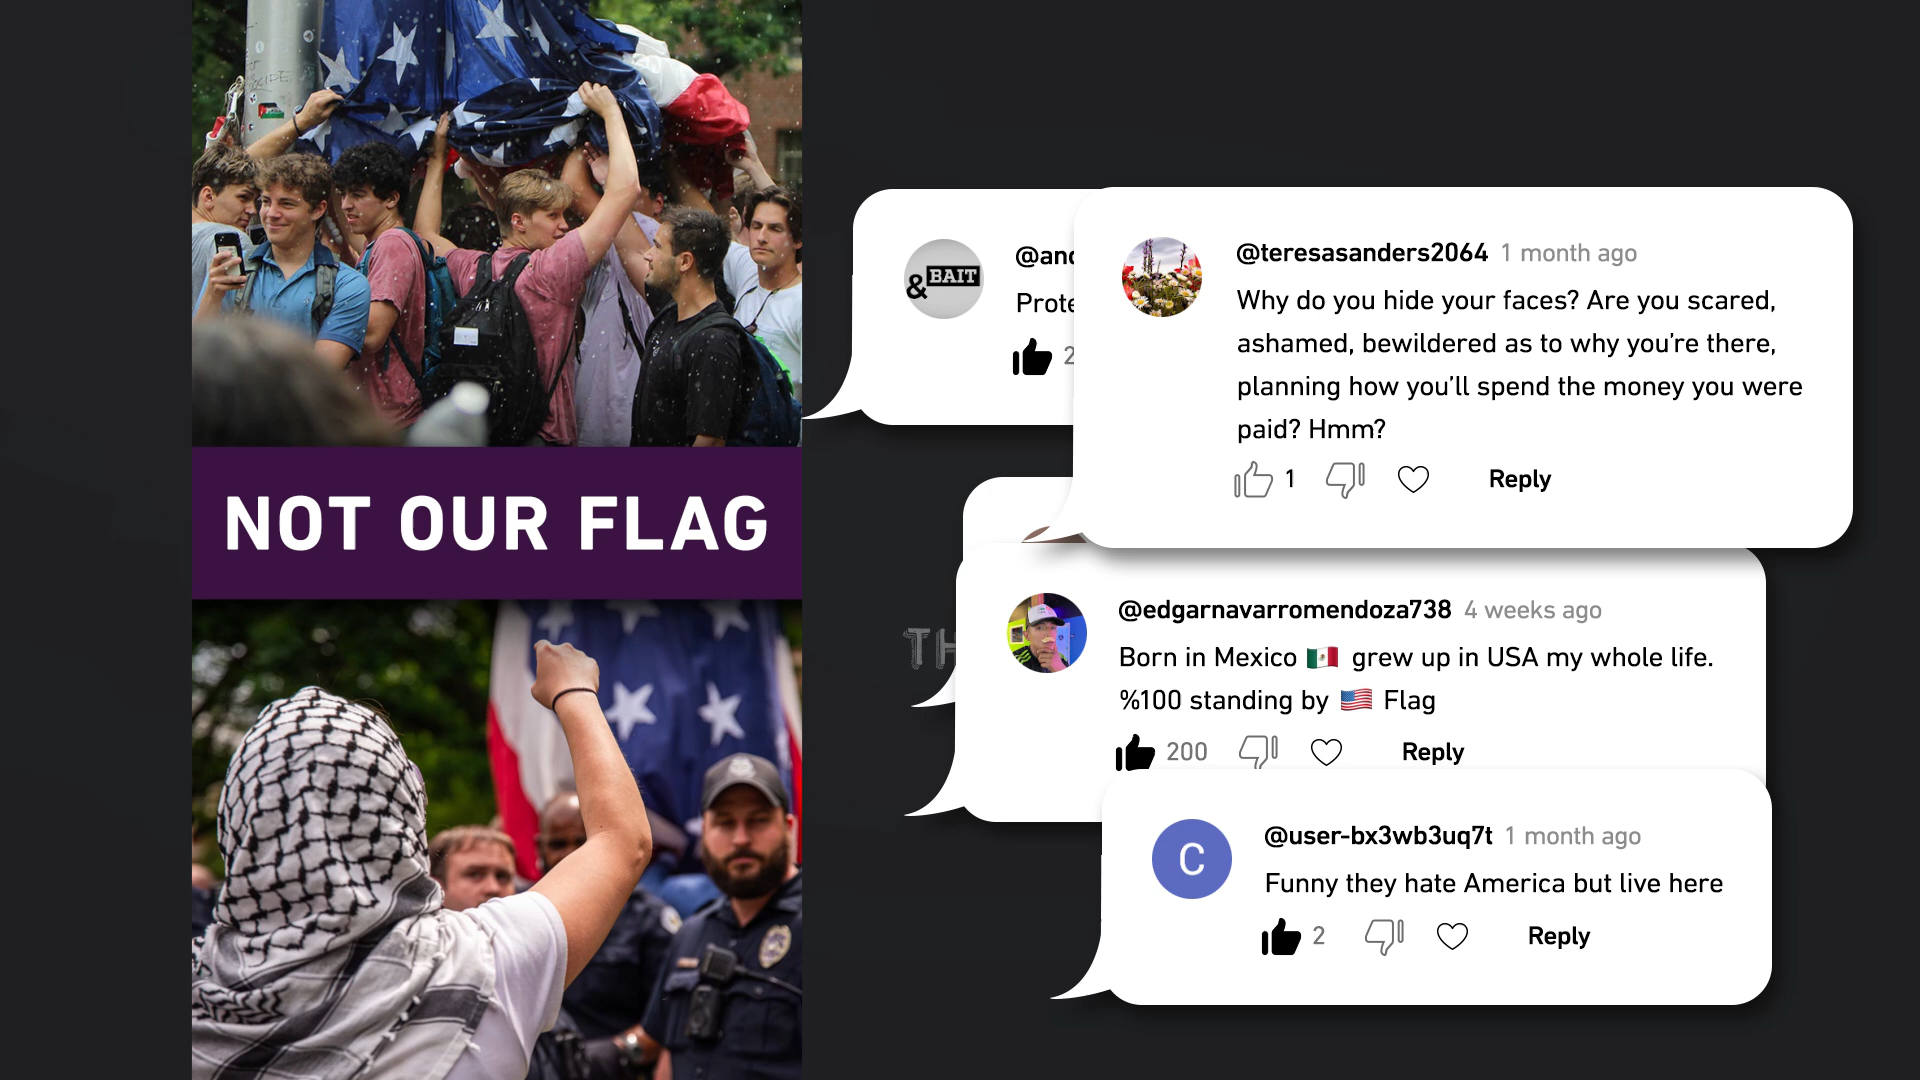 NOT OUR FLAG
&BAIT
@and
Prote
2
@teresasanders2064 1 month ago
Why do you hide your faces? Are you scared,
ashamed, bewildered as to why you're there,
planning how you'll spend the money you were
paid? Hmm?
1 Reply
TH
@edgarnavarromendoza738 4 weeks ago
Born in Mexico 🇲🇽 grew up in USA my whole life.
%100 standing by 🇺🇸 Flag
200 Reply
C
@user-bx3wb3uq7t 1 month ago
Funny they hate America but live here
2 Reply